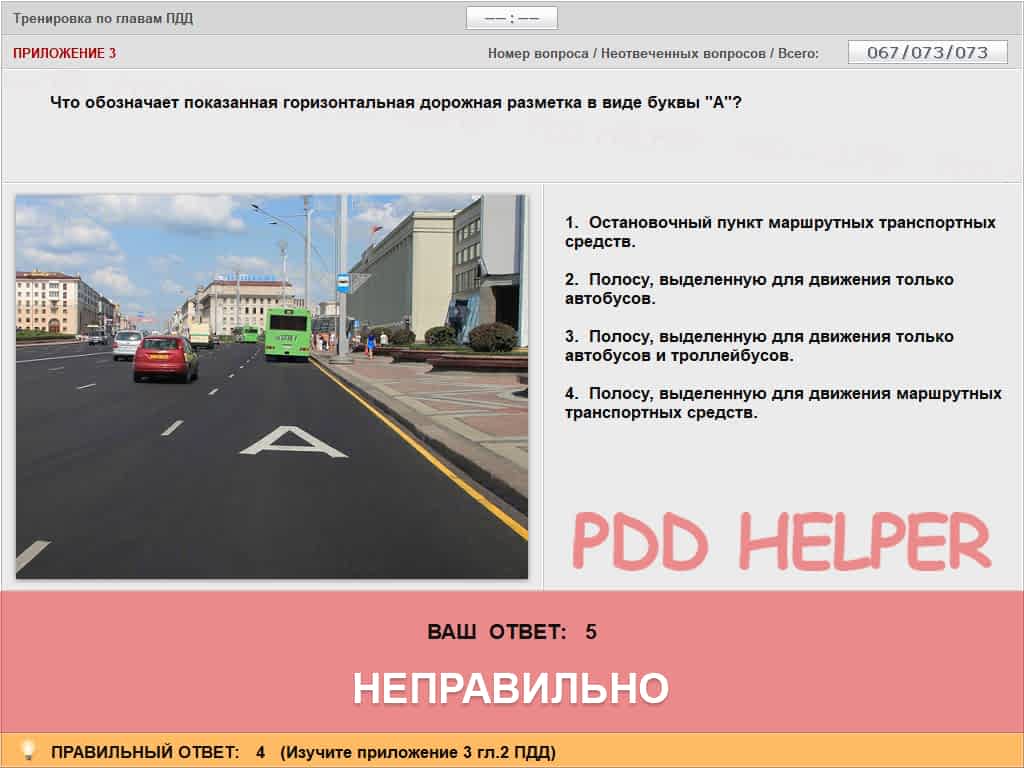 Тренировка по главам ПДД
−− : −−
ПРИЛОЖЕНИЕ 3
Номер вопроса / Неотвеченных вопросов / Всего:
067/073/073
Что обозначает показанная горизонтальная дорожная разметка в виде буквы "А"?
А
1. Остановочный пункт маршрутных транспортных
средств.
2. Полосу, выделенную для движения только
автобусов.
3. Полосу, выделенную для движения только
автобусов и троллейбусов.
4. Полосу, выделенную для движения маршрутных
транспортных средств.
PDD HELPER
ВАШ ОТВЕТ: 5
НЕПРАВИЛЬНО
ПРАВИЛЬНЫЙ ОТВЕТ: 4 (Изучите приложение 3 гл.2 ПДД)